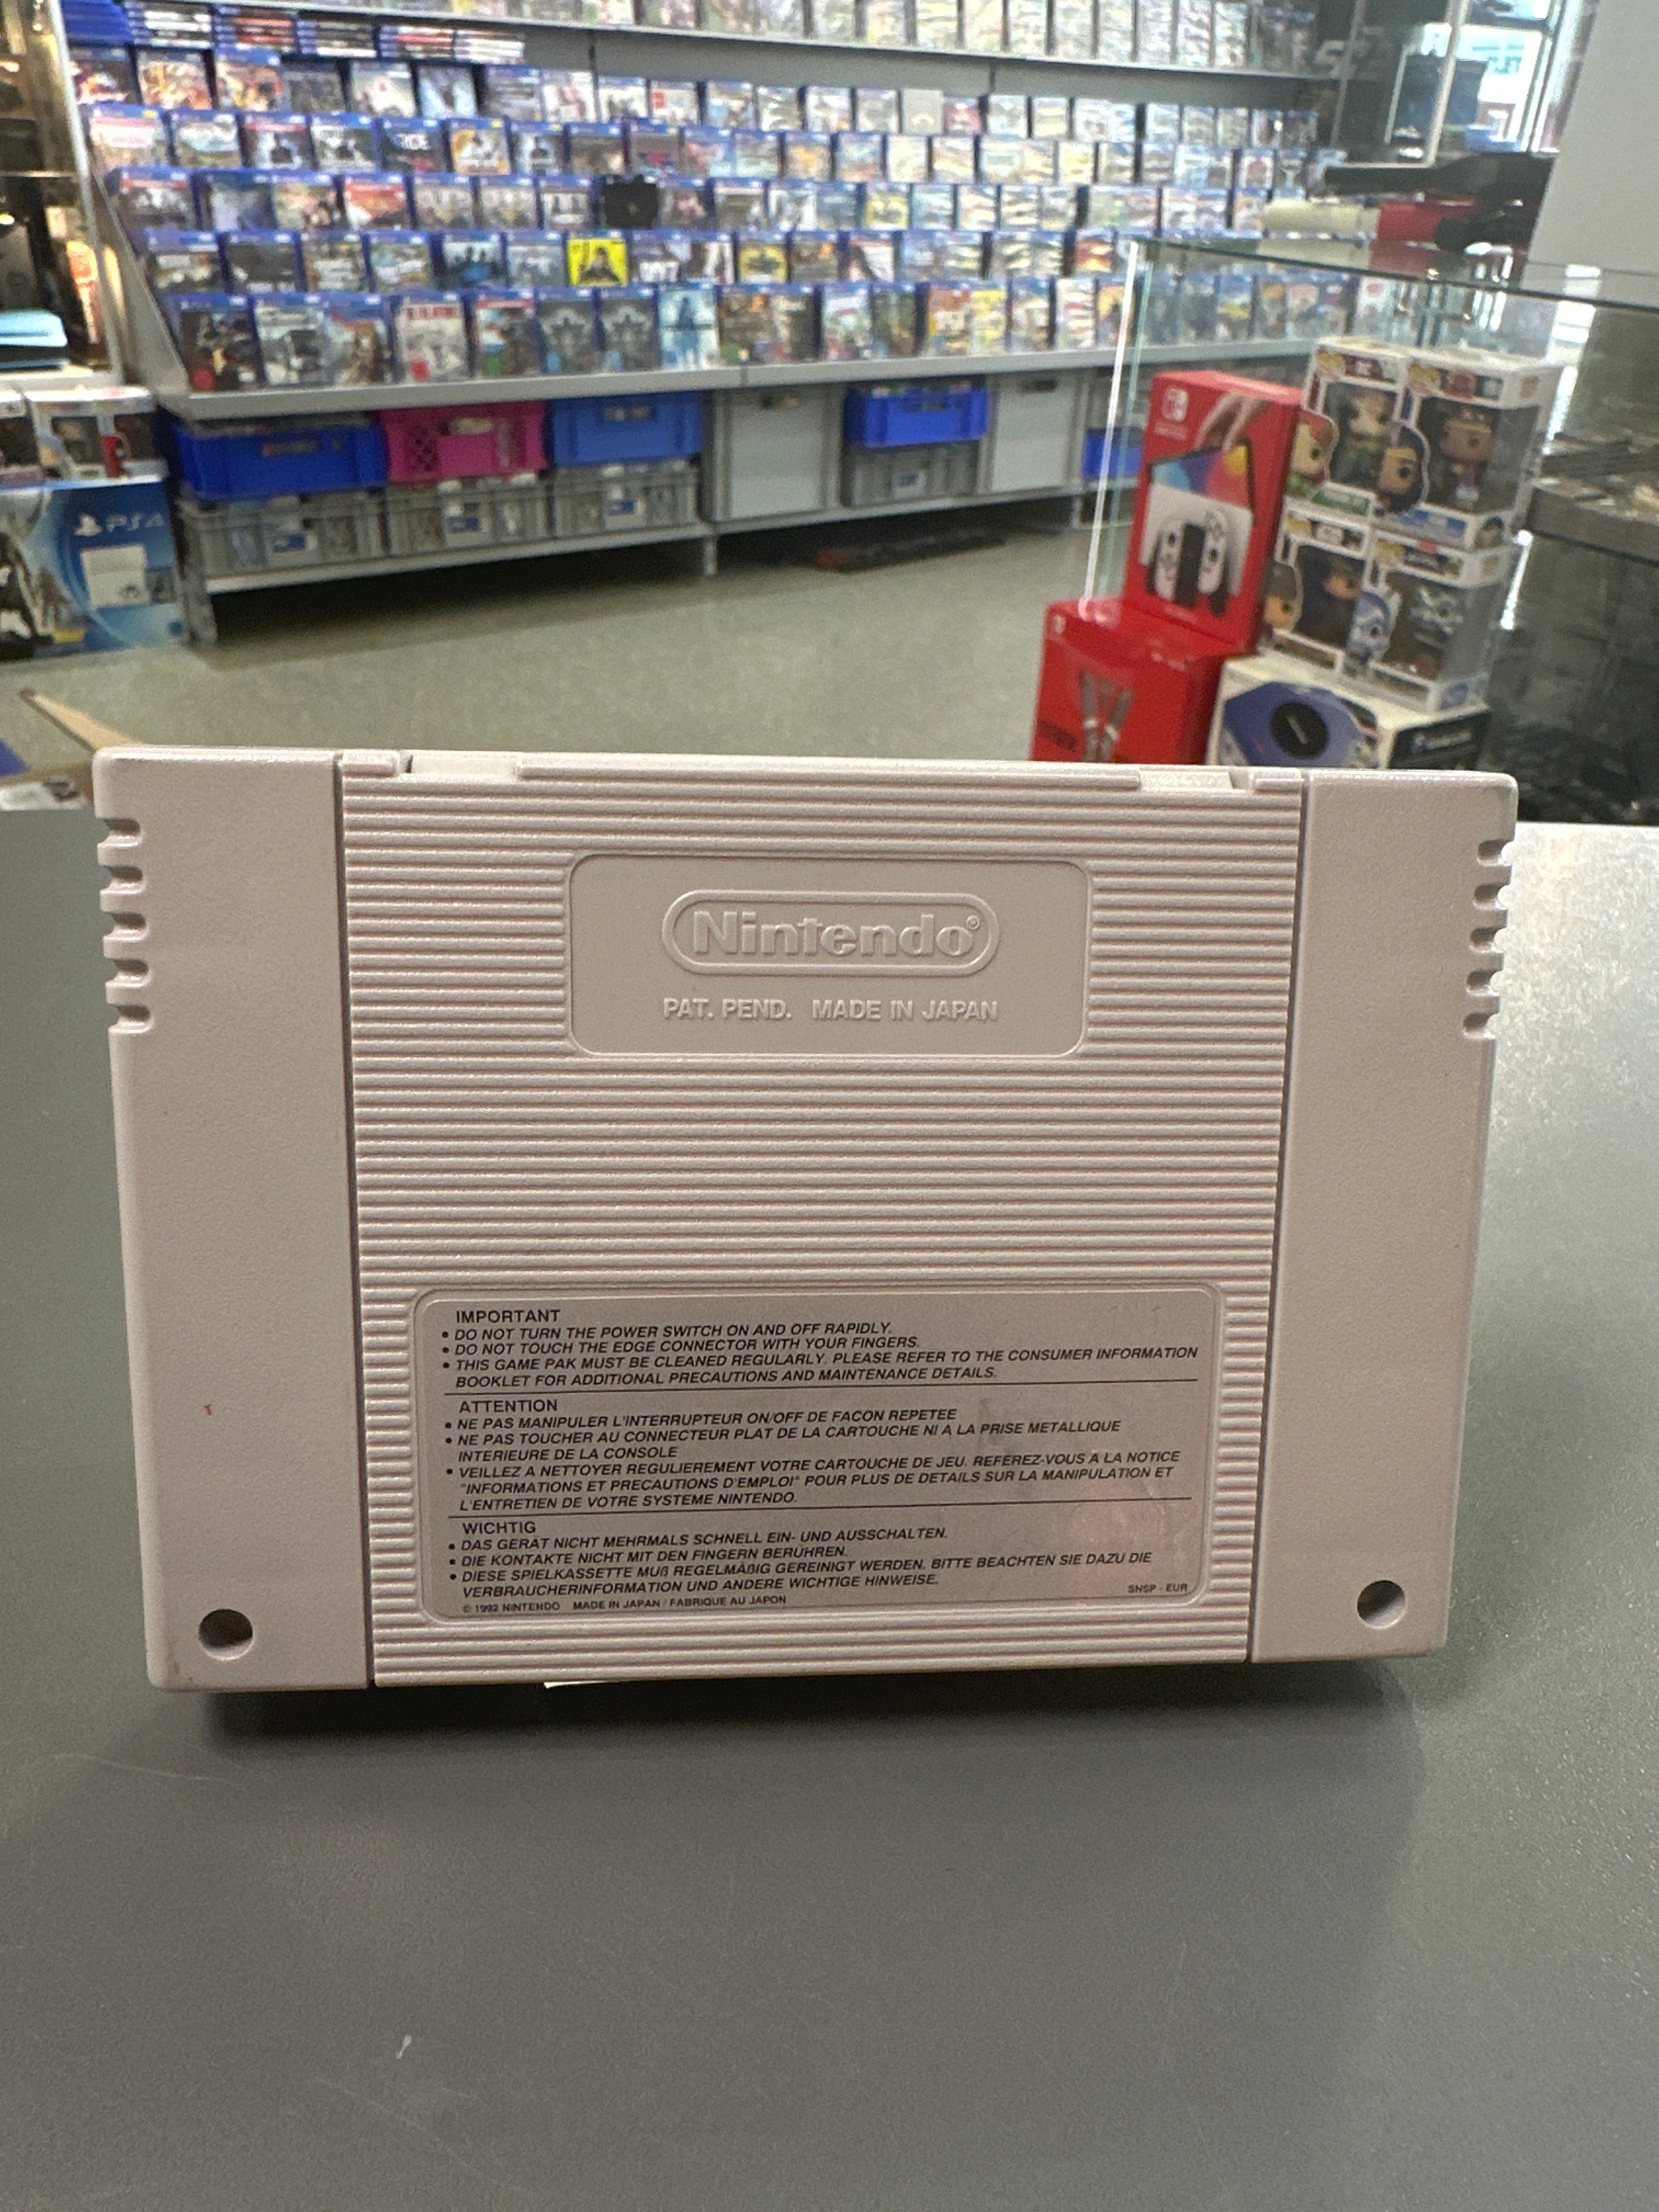 PS4
Nintendo®
PAT. PEND. MADE IN JAPAN
IMPORTANT
• DO NOT TURN THE POWER SWITCH ON AND OFF RAPIDLY.
• DO NOT TOUCH THE EDGE CONNECTOR WITH YOUR FINGERS.
• THIS GAME PAK MUST BE CLEANED REGULARLY. PLEASE REFER TO THE CONSUMER INFORMATION
BOOKLET FOR ADDITIONAL PRECAUTIONS AND MAINTENANCE DETAILS.
ATTENTION
• NE PAS MANIPULER L'INTERRUPTEUR ON/OFF DE FACON REPETEE
• NE PAS TOUCHER AU CONNECTEUR PLAT DE LA CARTOUCHE NI A LA PRISE METALLIQUE
INTERIEURE DE LA CONSOLE
• VEILLEZ A NETTOYER REGULIEREMENT VOTRE CARTOUCHE DE JEU. REFEREZ-VOUS A LA NOTICE
"INFORMATIONS ET PRECAUTIONS D'EMPLOI" POUR PLUS DE DETAILS SUR LA MANIPULATION ET
L'ENTRETIEN DE VOTRE SYSTEME NINTENDO.
WICHTIG
• DAS GERÄT NICHT MEHRMALS SCHNELL EIN- UND AUSSCHALTEN.
• DIE KONTAKTE NICHT MIT DEN FINGERN BERÜHREN.
• DIESE SPIELKASSETTE MUß REGELMÄßIG GEREINIGT WERDEN. BITTE BEACHTEN SIE DAZU DIE
VERBRAUCHERINFORMATION UND ANDERE WICHTIGE HINWEISE.
SNSP - EUR
© 1992 NINTENDO MADE IN JAPAN / FABRIQUE AU JAPON